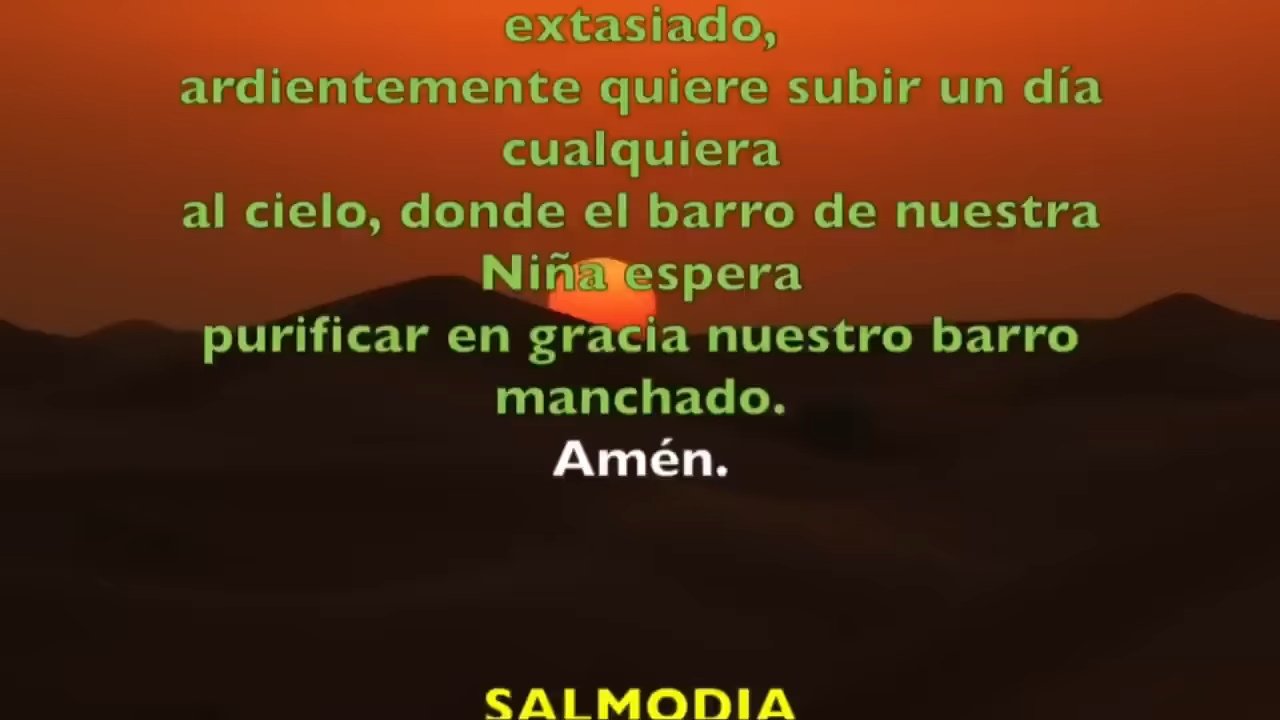 extasiado,
ardientemente quiere subir un día
cualquiera
al cielo, donde el barro de nuestra
Niña espera
purificar en gracia nuestro barro
manchado.
Amén.
SALMODIA